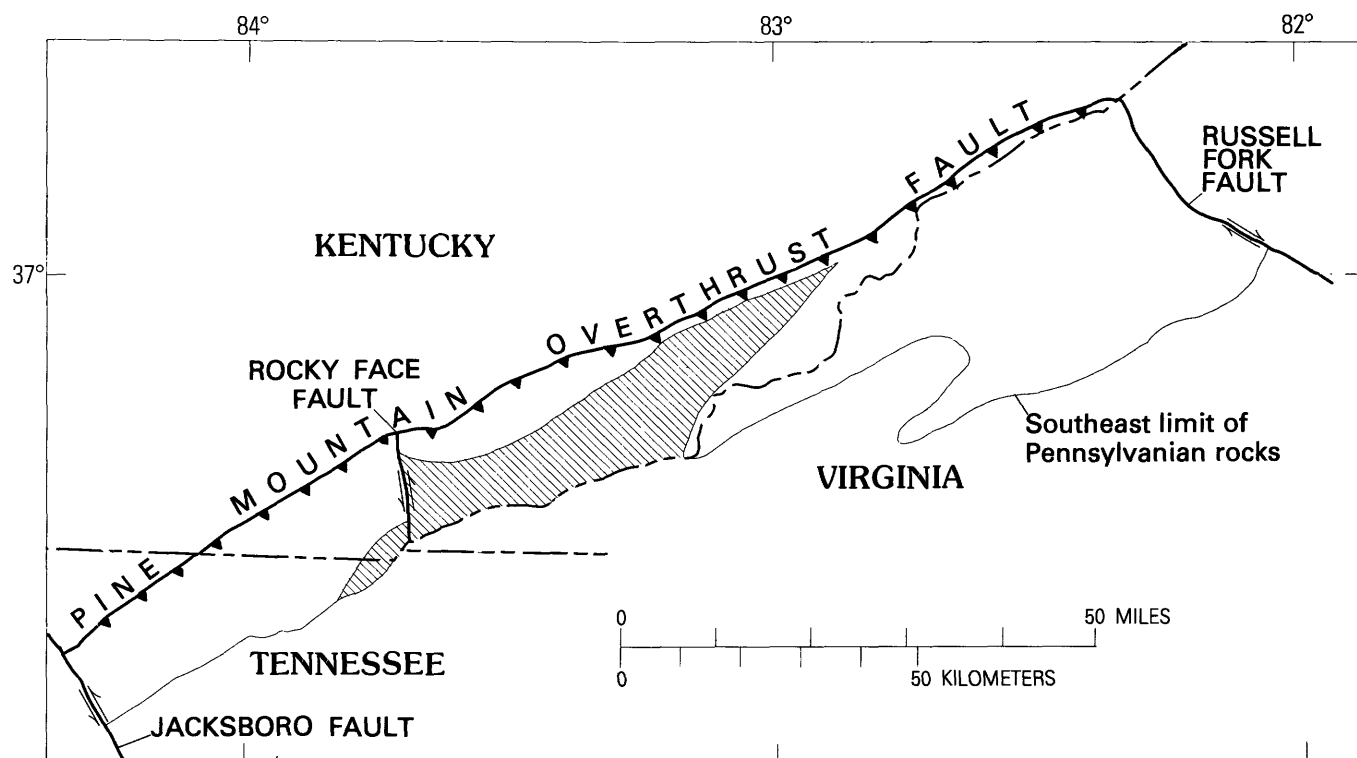 84°
83°
82°
RUSSELL
FORK
FAULT
KENTUCKY
37°
PINE MOUNTAIN OVERTHRUST FAULT
ROCKY FACE
FAULT
Southeast limit of
Pennsylvanian rocks
VIRGINIA
0 50 MILES
0 50 KILOMETERS
TENNESSEE
JACKSBORO FAULT